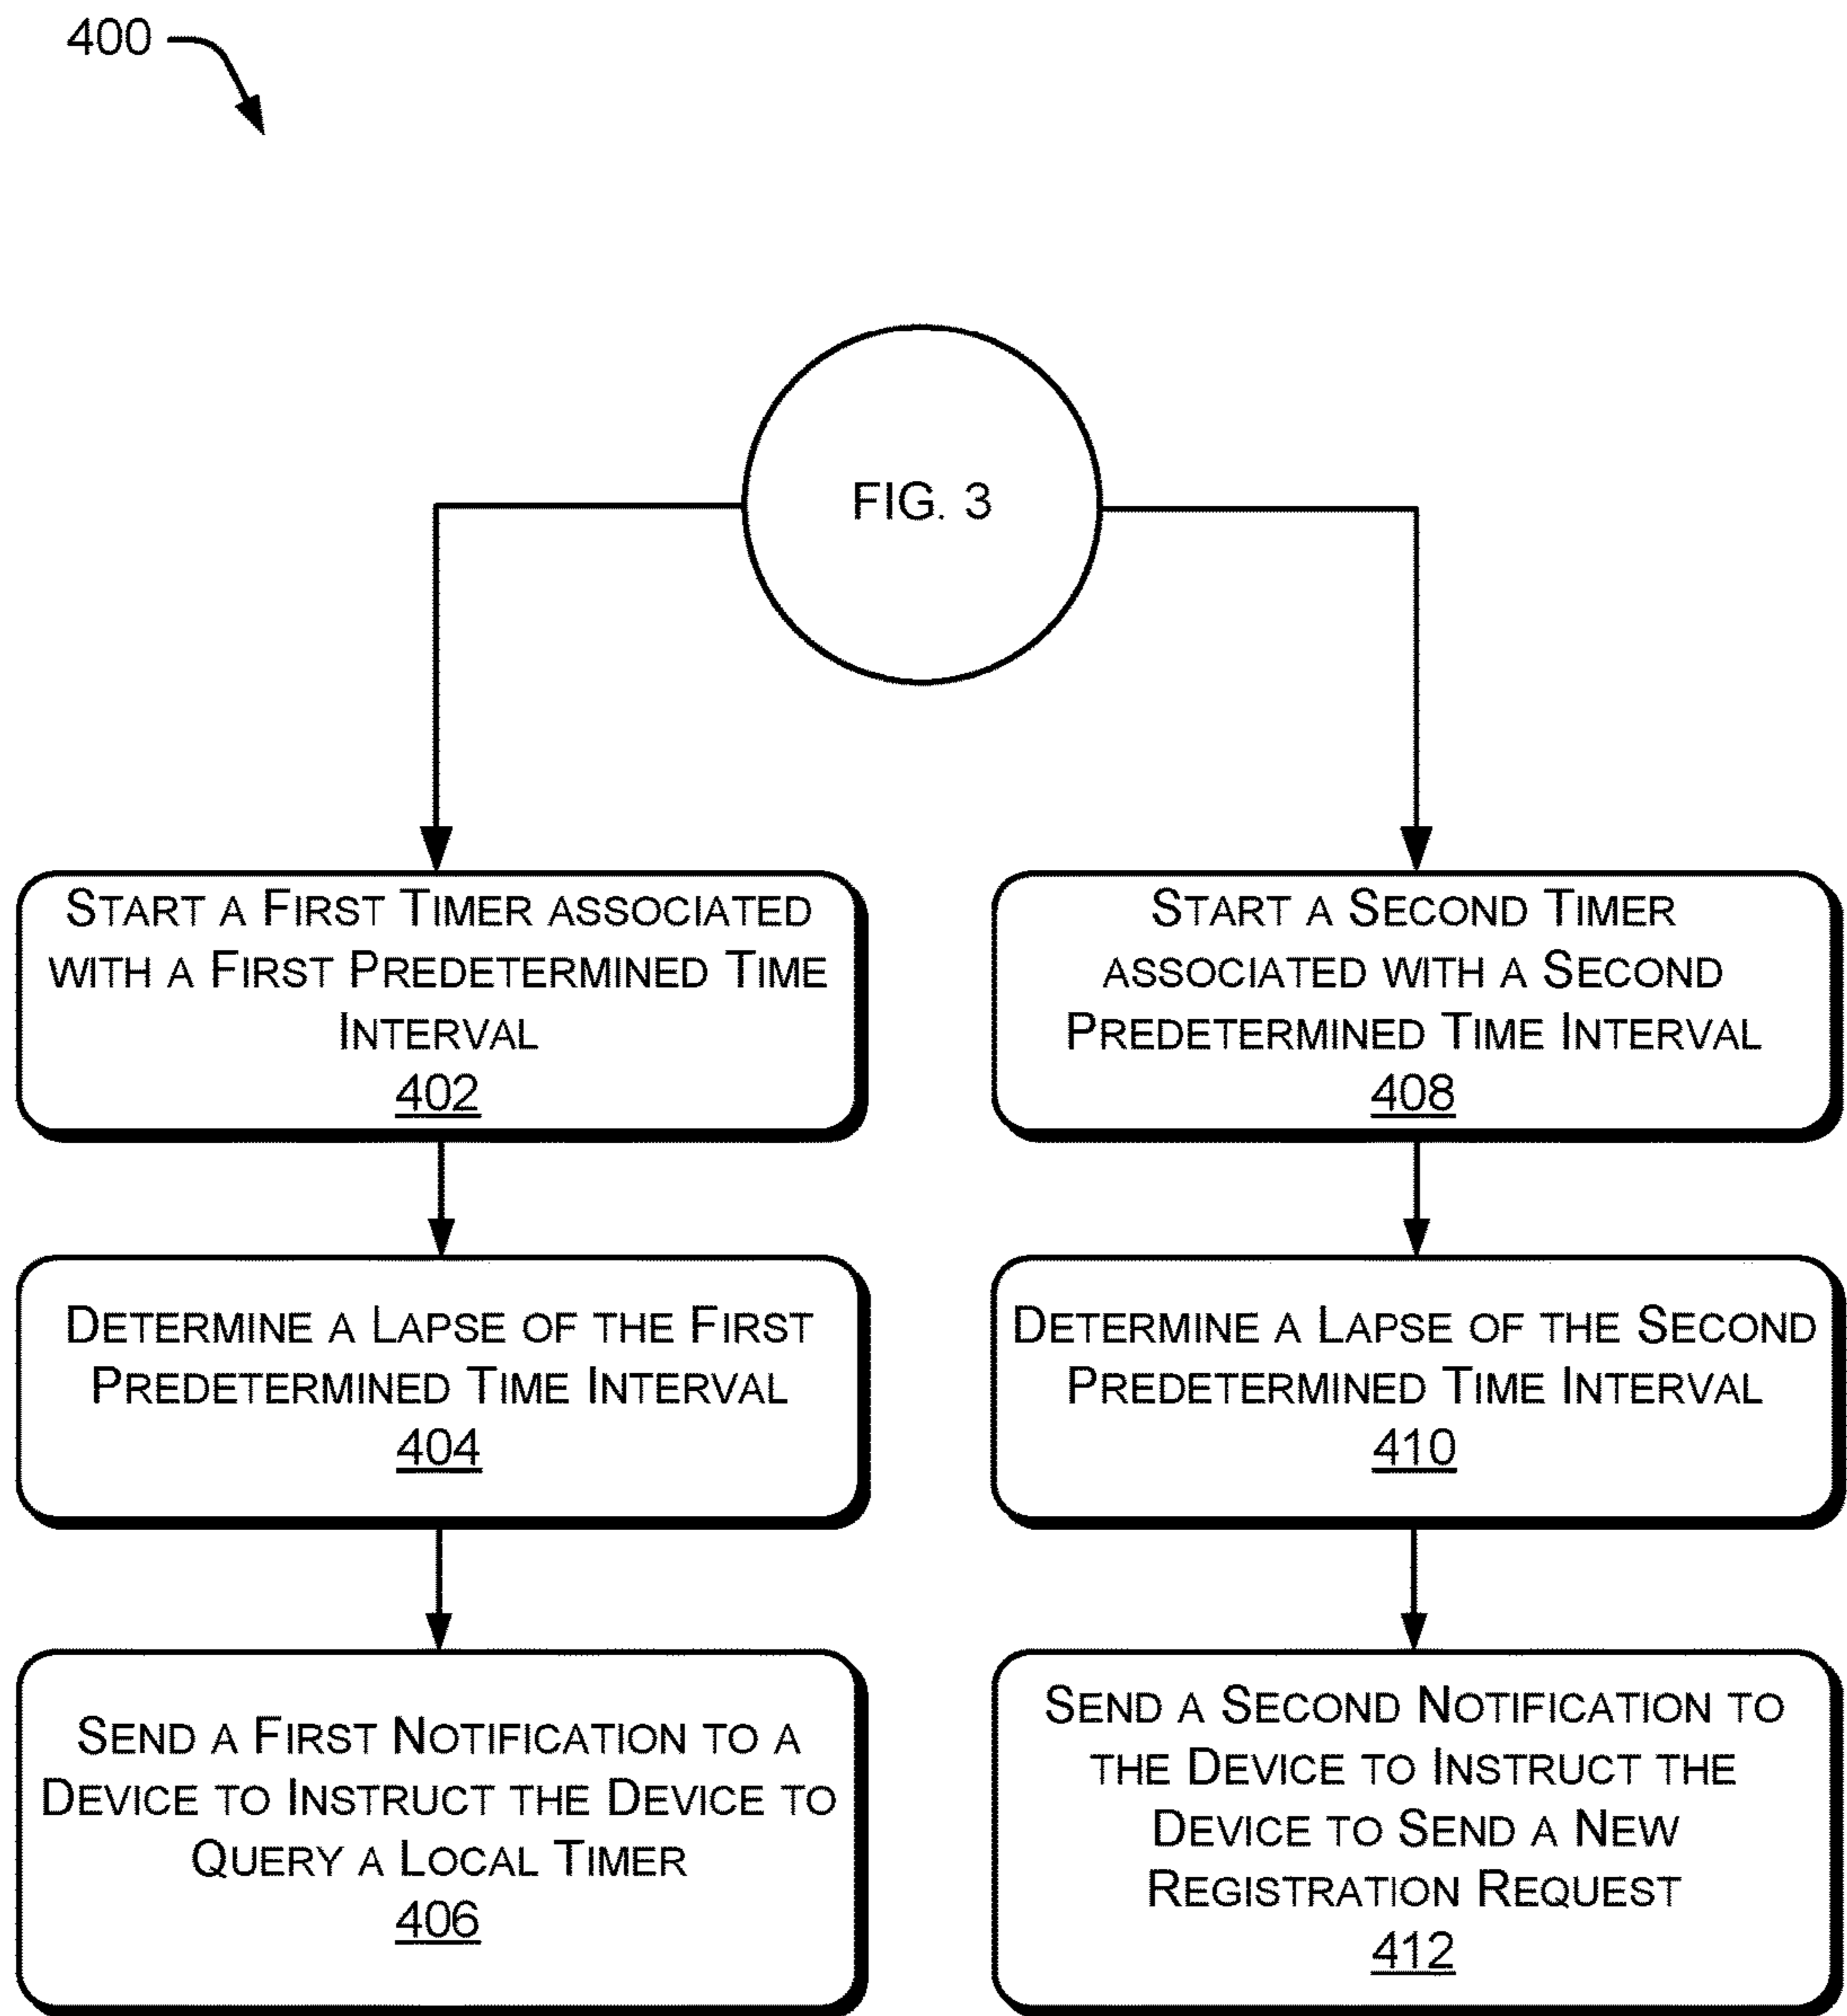 400
FIG. 3
START A FIRST TIMER ASSOCIATED
WITH A FIRST PREDETERMINED TIME
INTERVAL
402
DETERMINE A LAPSE OF THE FIRST
PREDETERMINED TIME INTERVAL
404
SEND A FIRST NOTIFICATION TO A
DEVICE TO INSTRUCT THE DEVICE TO
QUERY A LOCAL TIMER
406
START A SECOND TIMER
ASSOCIATED WITH A SECOND
PREDETERMINED TIME INTERVAL
408
DETERMINE A LAPSE OF THE SECOND
PREDETERMINED TIME INTERVAL
410
SEND A SECOND NOTIFICATION TO
THE DEVICE TO INSTRUCT THE
DEVICE TO SEND A NEW
REGISTRATION REQUEST
412